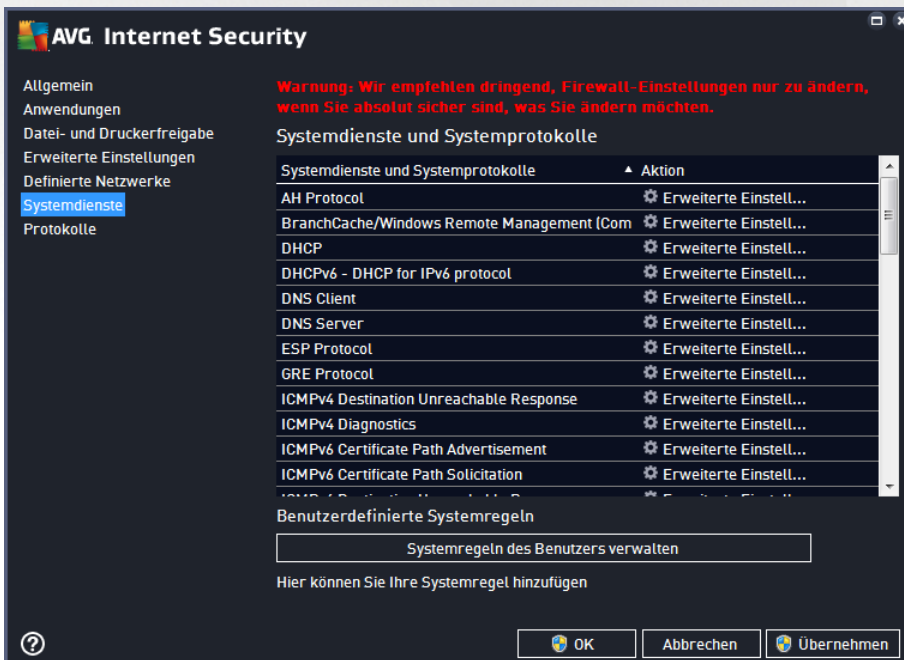 AVG Internet Security
Allgemein
Anwendungen
Datei- und Druckerfreigabe
Erweiterte Einstellungen
Definierte Netzwerke
Systemdienste
Protokolle
Warnung: Wir empfehlen dringend, Firewall-Einstellungen nur zu ändern,
wenn Sie absolut sicher sind, was Sie ändern möchten.
Systemdienste und Systemprotokolle
Systemdienste und Systemprotokolle Aktion
AH Protocol Erweiterte Einstell...
BranchCache/Windows Remote Management (Com Erweiterte Einstell...
DHCP Erweiterte Einstell...
DHCPv6 - DHCP for IPv6 protocol Erweiterte Einstell...
DNS Client Erweiterte Einstell...
DNS Server Erweiterte Einstell...
ESP Protocol Erweiterte Einstell...
GRE Protocol Erweiterte Einstell...
ICMPv4 Destination Unreachable Response Erweiterte Einstell...
ICMPv4 Diagnostics Erweiterte Einstell...
ICMPv6 Certificate Path Advertisement Erweiterte Einstell...
ICMPv6 Certificate Path Solicitation Erweiterte Einstell...
Benutzerdefinierte Systemregeln
Systemregeln des Benutzers verwalten
Hier können Sie Ihre Systemregel hinzufügen
OK Abbrechen Übernehmen